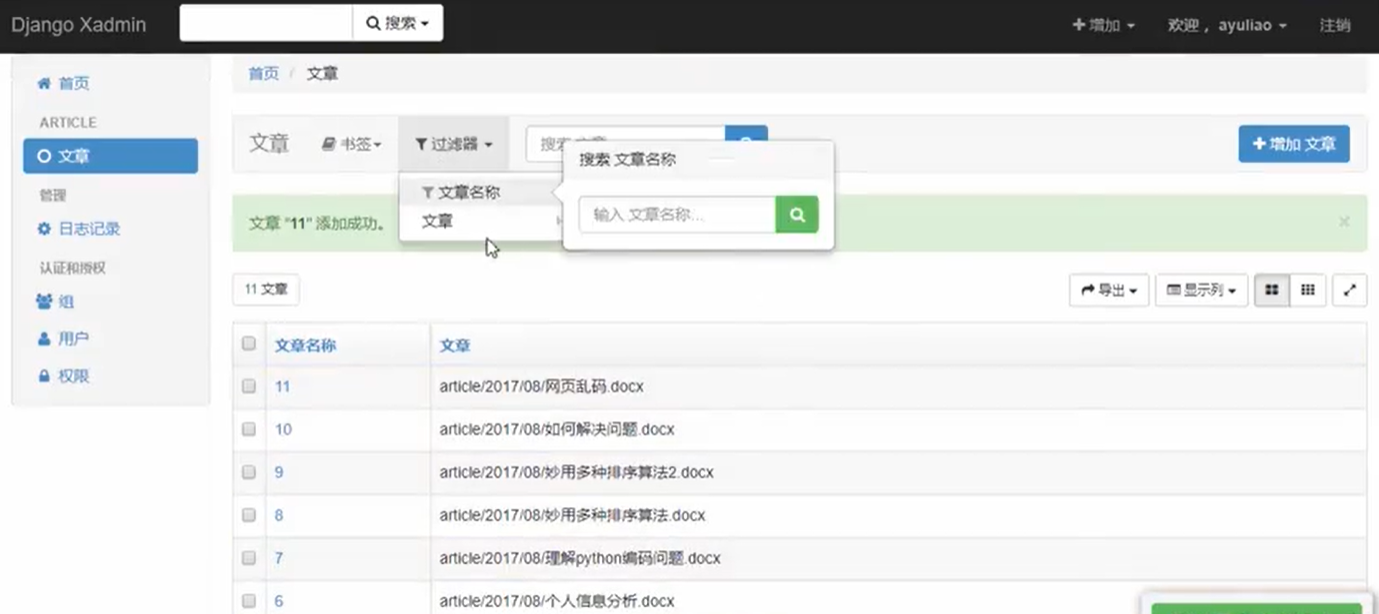 Django Xadmin 搜索 增加 欢迎， ayuliao 注销
首页
ARTICLE
文章
管理
日志记录
认证和授权
组
用户
权限
首页 / 文章
文章 书签 过滤器 增加 文章
文章名称
文章
搜索 文章名称
输入 文章名称...
文章 "11" 添加成功。 ×
11 文章 导出 显示列
文章名称 文章
11 article/2017/08/网页乱码.docx
10 article/2017/08/如何解决问题.docx
9 article/2017/08/妙用多种排序算法2.docx
8 article/2017/08/妙用多种排序算法.docx
7 article/2017/08/理解python编码问题.docx
6 article/2017/08/个人信息分析.docx